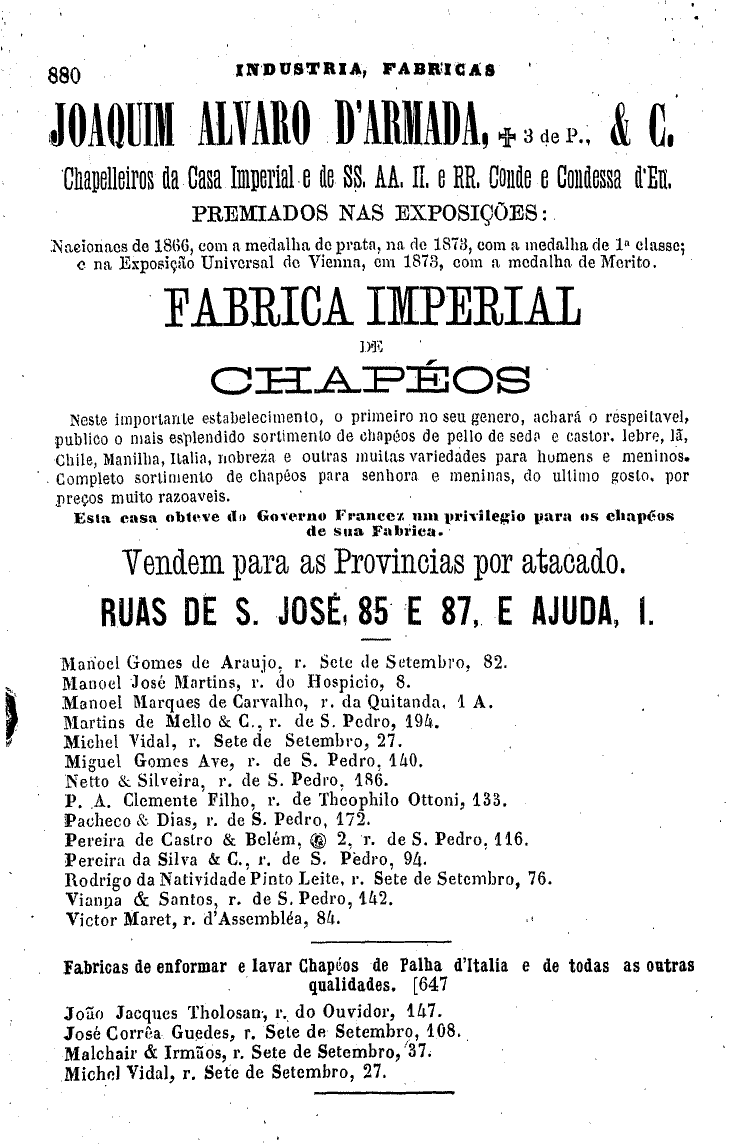 880
INDUSTRIA, FABRICAS
JOAQUIM ALVARO D'ARMADA, ✠ 3 de P., & C.
Chapelleiros da Casa Imperial e de SS. AA. II. e RR. Conde e Condessa d'Eu.
PREMIADOS NAS EXPOSIÇÕES:
Nacionaes de 1866, com a medalha de prata, na de 1873, com a medalha de 1ª classe;
e na Exposição Universal de Vienna, em 1873, com a medalha de Merito.
FABRICA IMPERIAL
DE
CHAPÉOS
Neste importante estabelecimento, o primeiro no seu genero, achará o respeitavel,
publico o mais esplendido sortimento de chapéos de pello de seda e castor, lebre, lã,
Chile, Manilha, Italia, nobreza e outras muitas variedades para homens e meninos.
Completo sortimento de chapéos para senhora e meninas, do ultimo gosto, por
preços muito razoaveis.
Esta casa obteve do Governo Francez um privilegio para os chapéos
de sua Fabrica.
Vendem para as Provincias por atacado.
RUAS DE S. JOSÉ, 85 E 87, E AJUDA, 1.
Manoel Gomes de Araujo, r. Sete de Setembro, 82.
Manoel José Martins, r. do Hospicio, 8.
Manoel Marques de Carvalho, r. da Quitanda, 1 A.
Martins de Mello & C., r. de S. Pedro, 194.
Michel Vidal, r. Sete de Setembro, 27.
Miguel Gomes Ave, r. de S. Pedro, 140.
Netto & Silveira, r. de S. Pedro, 186.
P. A. Clemente Filho, r. de Theophilo Ottoni, 133.
Pacheco & Dias, r. de S. Pedro, 172.
Pereira de Castro & Belém, 2, r. de S. Pedro, 116.
Pereira da Silva & C., r. de S. Pedro, 94.
Rodrigo da Natividade Pinto Leite, r. Sete de Setembro, 76.
Vianna & Santos, r. de S. Pedro, 142.
Victor Maret, r. d'Assembléa, 84.
Fabricas de enformar e lavar Chapéos de Palha d'Italia e de todas as outras
qualidades. [647
João Jacques Tholosan, r. do Ouvidor, 147.
José Corrêa Guedes, r. Sete de Setembro, 108.
Malchair & Irmãos, r. Sete de Setembro, 37.
Michel Vidal, r. Sete de Setembro, 27.